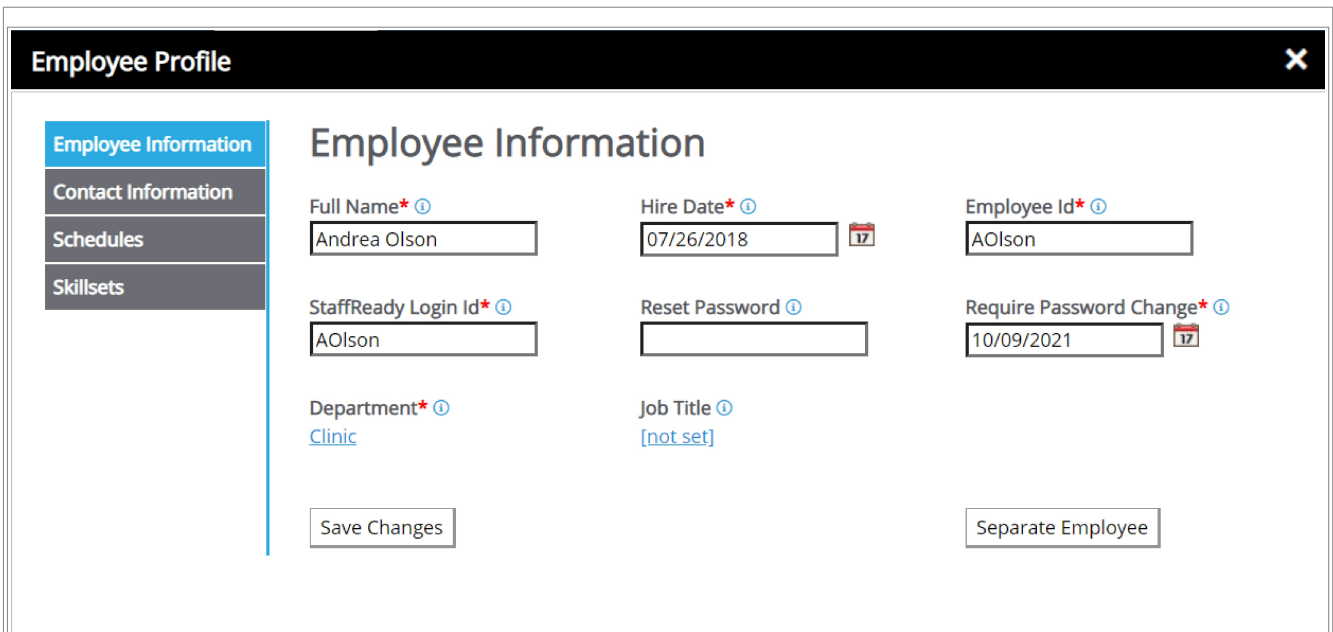 Employee Profile
Employee Information
Contact Information
Schedules
Skillsets
Employee Information
Full Name*
Andrea Olson
Hire Date*
07/26/2018
17
Employee Id*
AOlson
StaffReady Login Id*
AOlson
Reset Password
Require Password Change*
10/09/2021
17
Department*
Clinic
Job Title
[not set]
Save Changes
Separate Employee